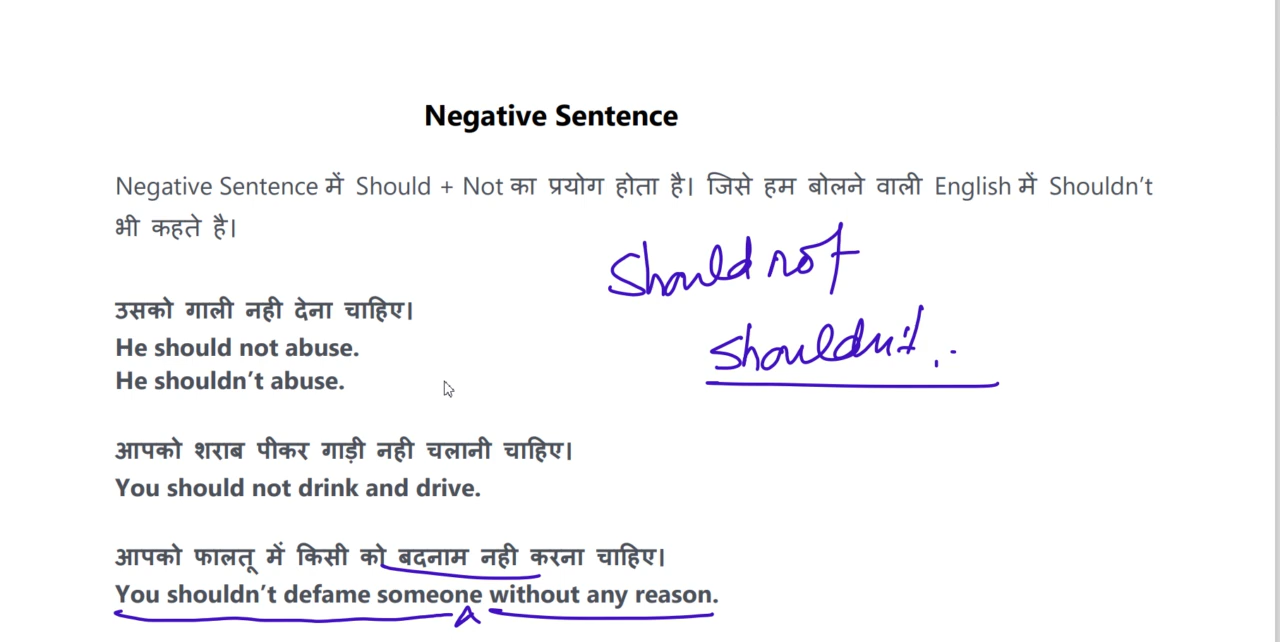 Negative Sentence
Negative Sentence में Should + Not का प्रयोग होता है। जिसे हम बोलने वाली English में Shouldn’t
भी कहते है।
should not
shouldn't..
उसको गाली नही देना चाहिए।
He should not abuse.
He shouldn’t abuse.
आपको शराब पीकर गाड़ी नही चलानी चाहिए।
You should not drink and drive.
आपको फालतू में किसी को बदनाम नही करना चाहिए।
You shouldn’t defame someone without any reason.